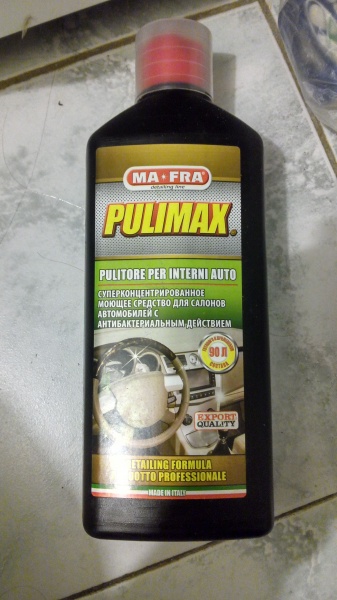 MA·FRA
detailing line
PULIMAX
PULITORE PER INTERNI AUTO
СУПЕРКОНЦЕНТРИРОВАННОЕ
МОЮЩЕЕ СРЕДСТВО ДЛЯ САЛОНОВ
АВТОМОБИЛЕЙ С
АНТИБАКТЕРИАЛЬНЫМ ДЕЙСТВИЕМ
90 Л
EXPORT
QUALITY
DETAILING FORMULA
PRODOTTO PROFESSIONALE
MADE IN ITALY